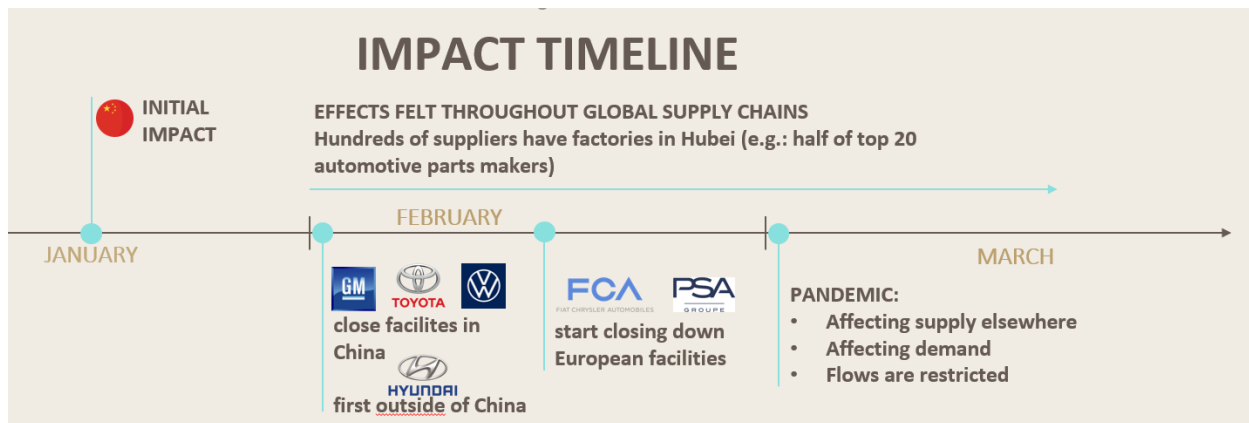 IMPACT TIMELINE
INITIAL
IMPACT
EFFECTS FELT THROUGHOUT GLOBAL SUPPLY CHAINS
Hundreds of suppliers have factories in Hubei (e.g.: half of top 20
automotive parts makers)
JANUARY
FEBRUARY
MARCH
GM
TOYOTA
close facilites in
China
HYUNDAI
first outside of China
FCA
FIAT CHRYSLER AUTOMOBILES
PSA
GROUPE
start closing down
European facilities
PANDEMIC:
• Affecting supply elsewhere
• Affecting demand
• Flows are restricted